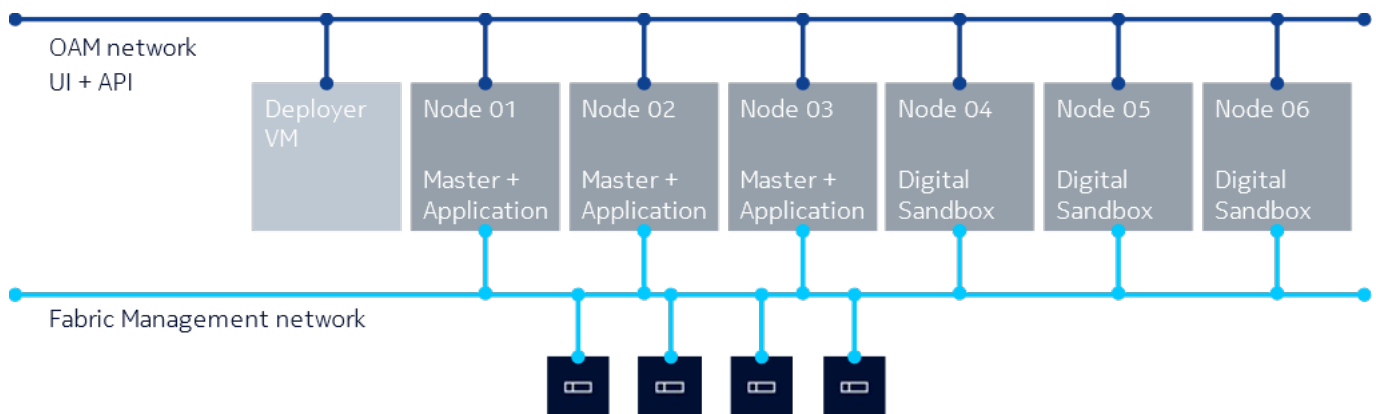 OAM network
UI + API
Deployer
VM
Node 01
Master +
Application
Node 02
Master +
Application
Node 03
Master +
Application
Node 04
Digital
Sandbox
Node 05
Digital
Sandbox
Node 06
Digital
Sandbox
Fabric Management network